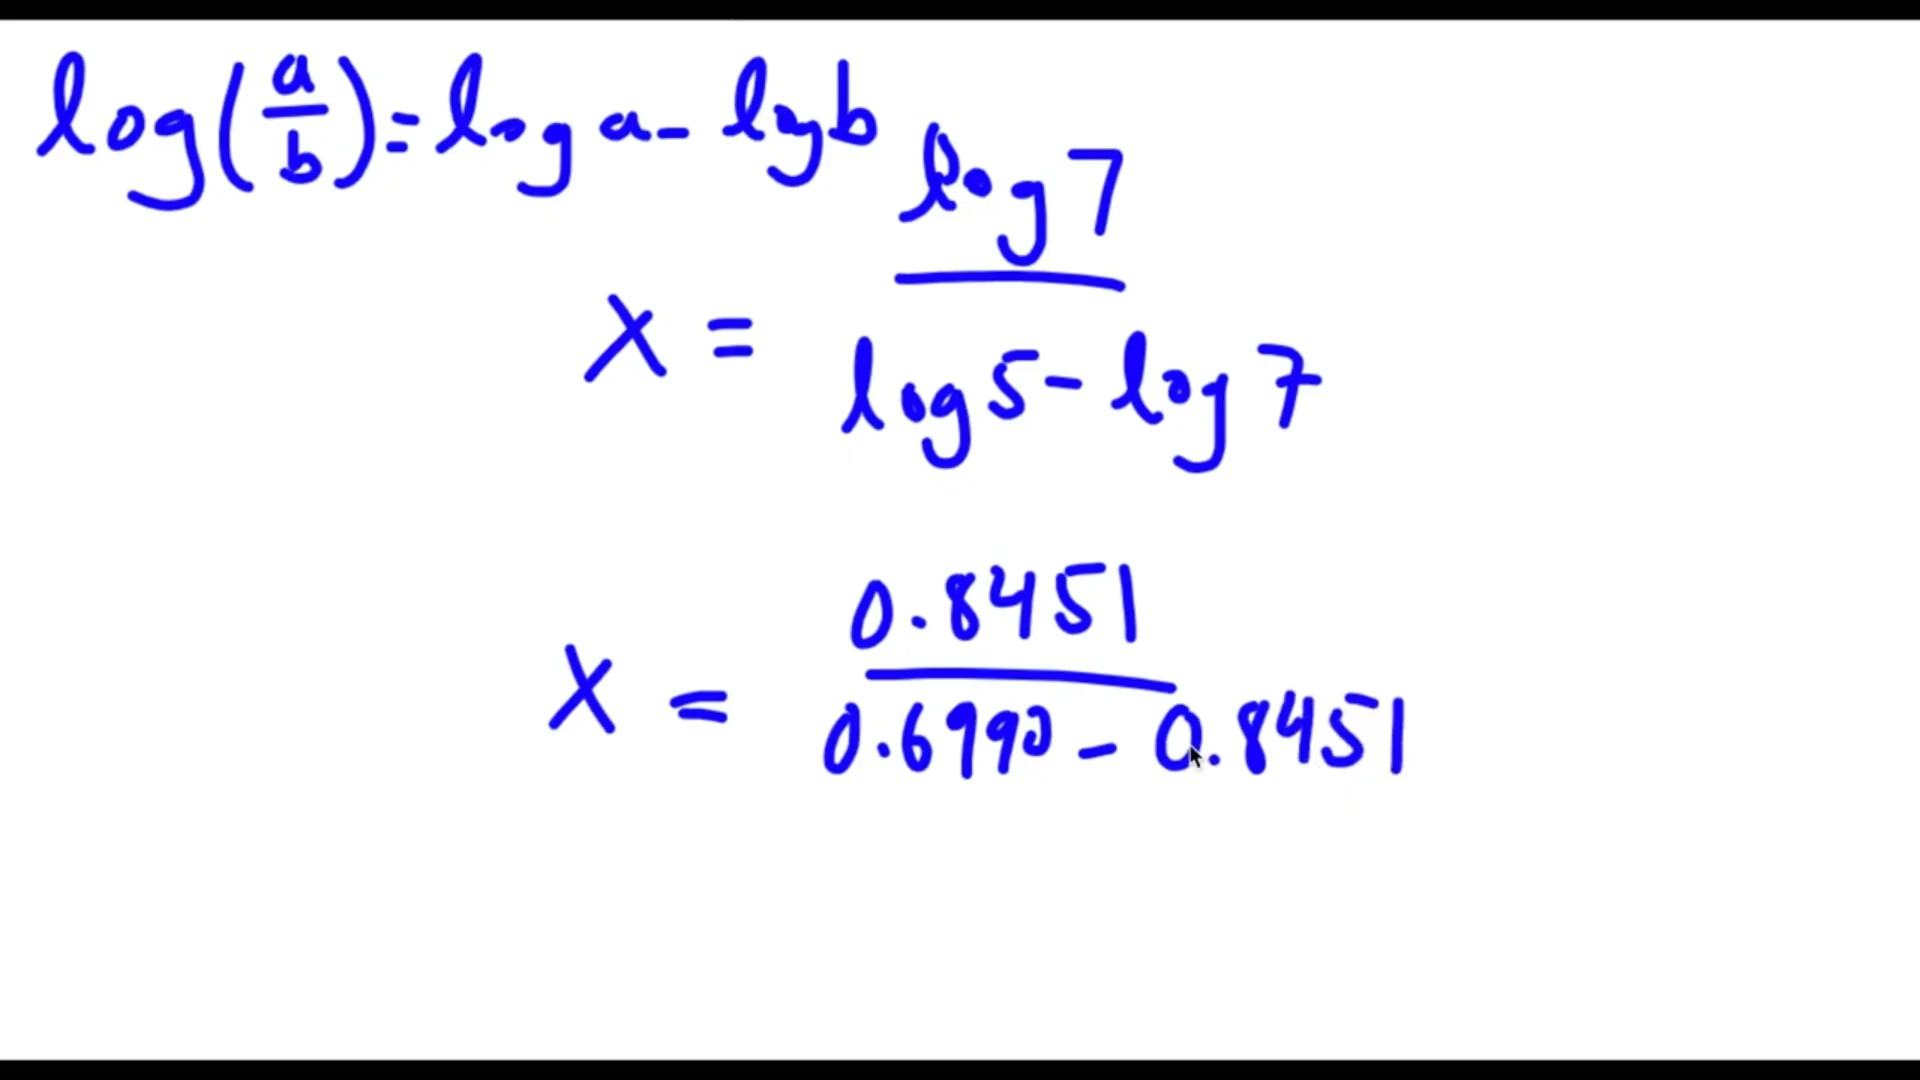 log(a/b) = log a - log b
x = log 7 / log 5 - log 7
x = 0.8451 / 0.6990 - 0.8451